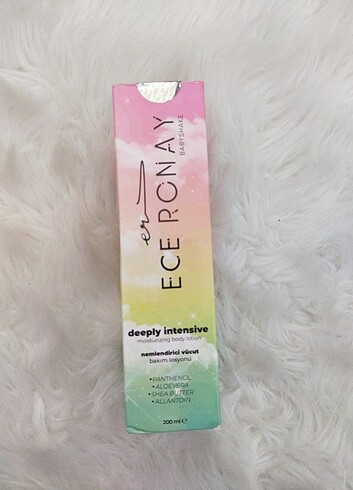 er
ECE RONAY
BABYSHAKE
deeply intensive
moisturizing body lotion
nemlendirici vücut
bakım losyonu
•PANTHENOL
•ALOEVERA
•SHEA BUTTER
•ALLANTOIN
200 ml ℮